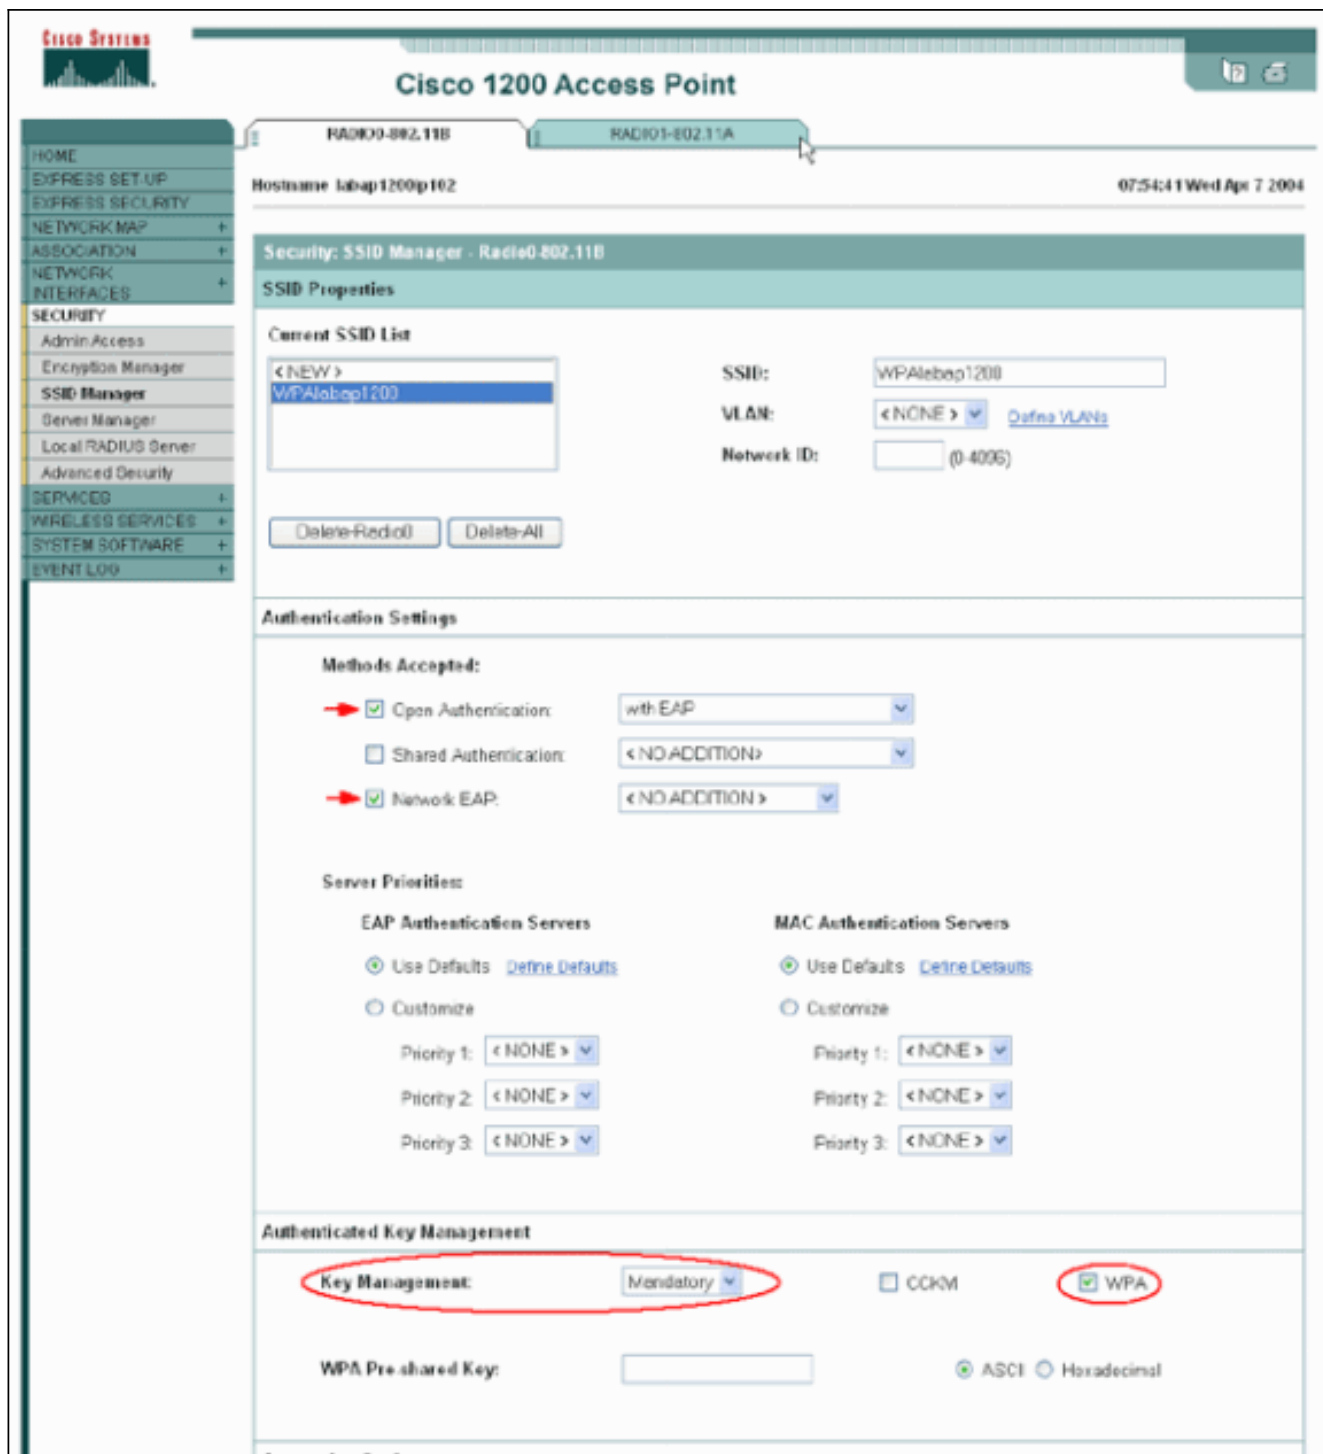 CISCO SYSTEMS
Cisco 1200 Access Point
RADIO0-802.11B
RADIO1-802.11A
HOME
EXPRESS SET-UP
EXPRESS SECURITY
NETWORK MAP +
ASSOCIATION +
NETWORK
INTERFACES +
SECURITY
Admin Access
Encryption Manager
SSID Manager
Server Manager
Local RADIUS Server
Advanced Security
SERVICES +
WIRELESS SERVICES +
SYSTEM SOFTWARE +
EVENT LOG +
Hostname labap1200ip102
07:54:41 Wed Apr 7 2004
Security: SSID Manager - Radio0-802.11B
SSID Properties
Current SSID List
<NEW>
WPAlabap1200
SSID: WPAlabap1200
VLAN: <NONE> Define VLANs
Network ID: (0-4096)
Delete-Radio0 Delete-All
Authentication Settings
Methods Accepted:
Open Authentication: with EAP
Shared Authentication: <NO ADDITION>
Network EAP: <NO ADDITION>
Server Priorities:
EAP Authentication Servers
Use Defaults Define Defaults
Customize
Priority 1: <NONE>
Priority 2: <NONE>
Priority 3: <NONE>
MAC Authentication Servers
Use Defaults Define Defaults
Customize
Priority 1: <NONE>
Priority 2: <NONE>
Priority 3: <NONE>
Authenticated Key Management
Key Management: Mandatory CCKM WPA
WPA Pre-shared Key: ASCII Hexadecimal